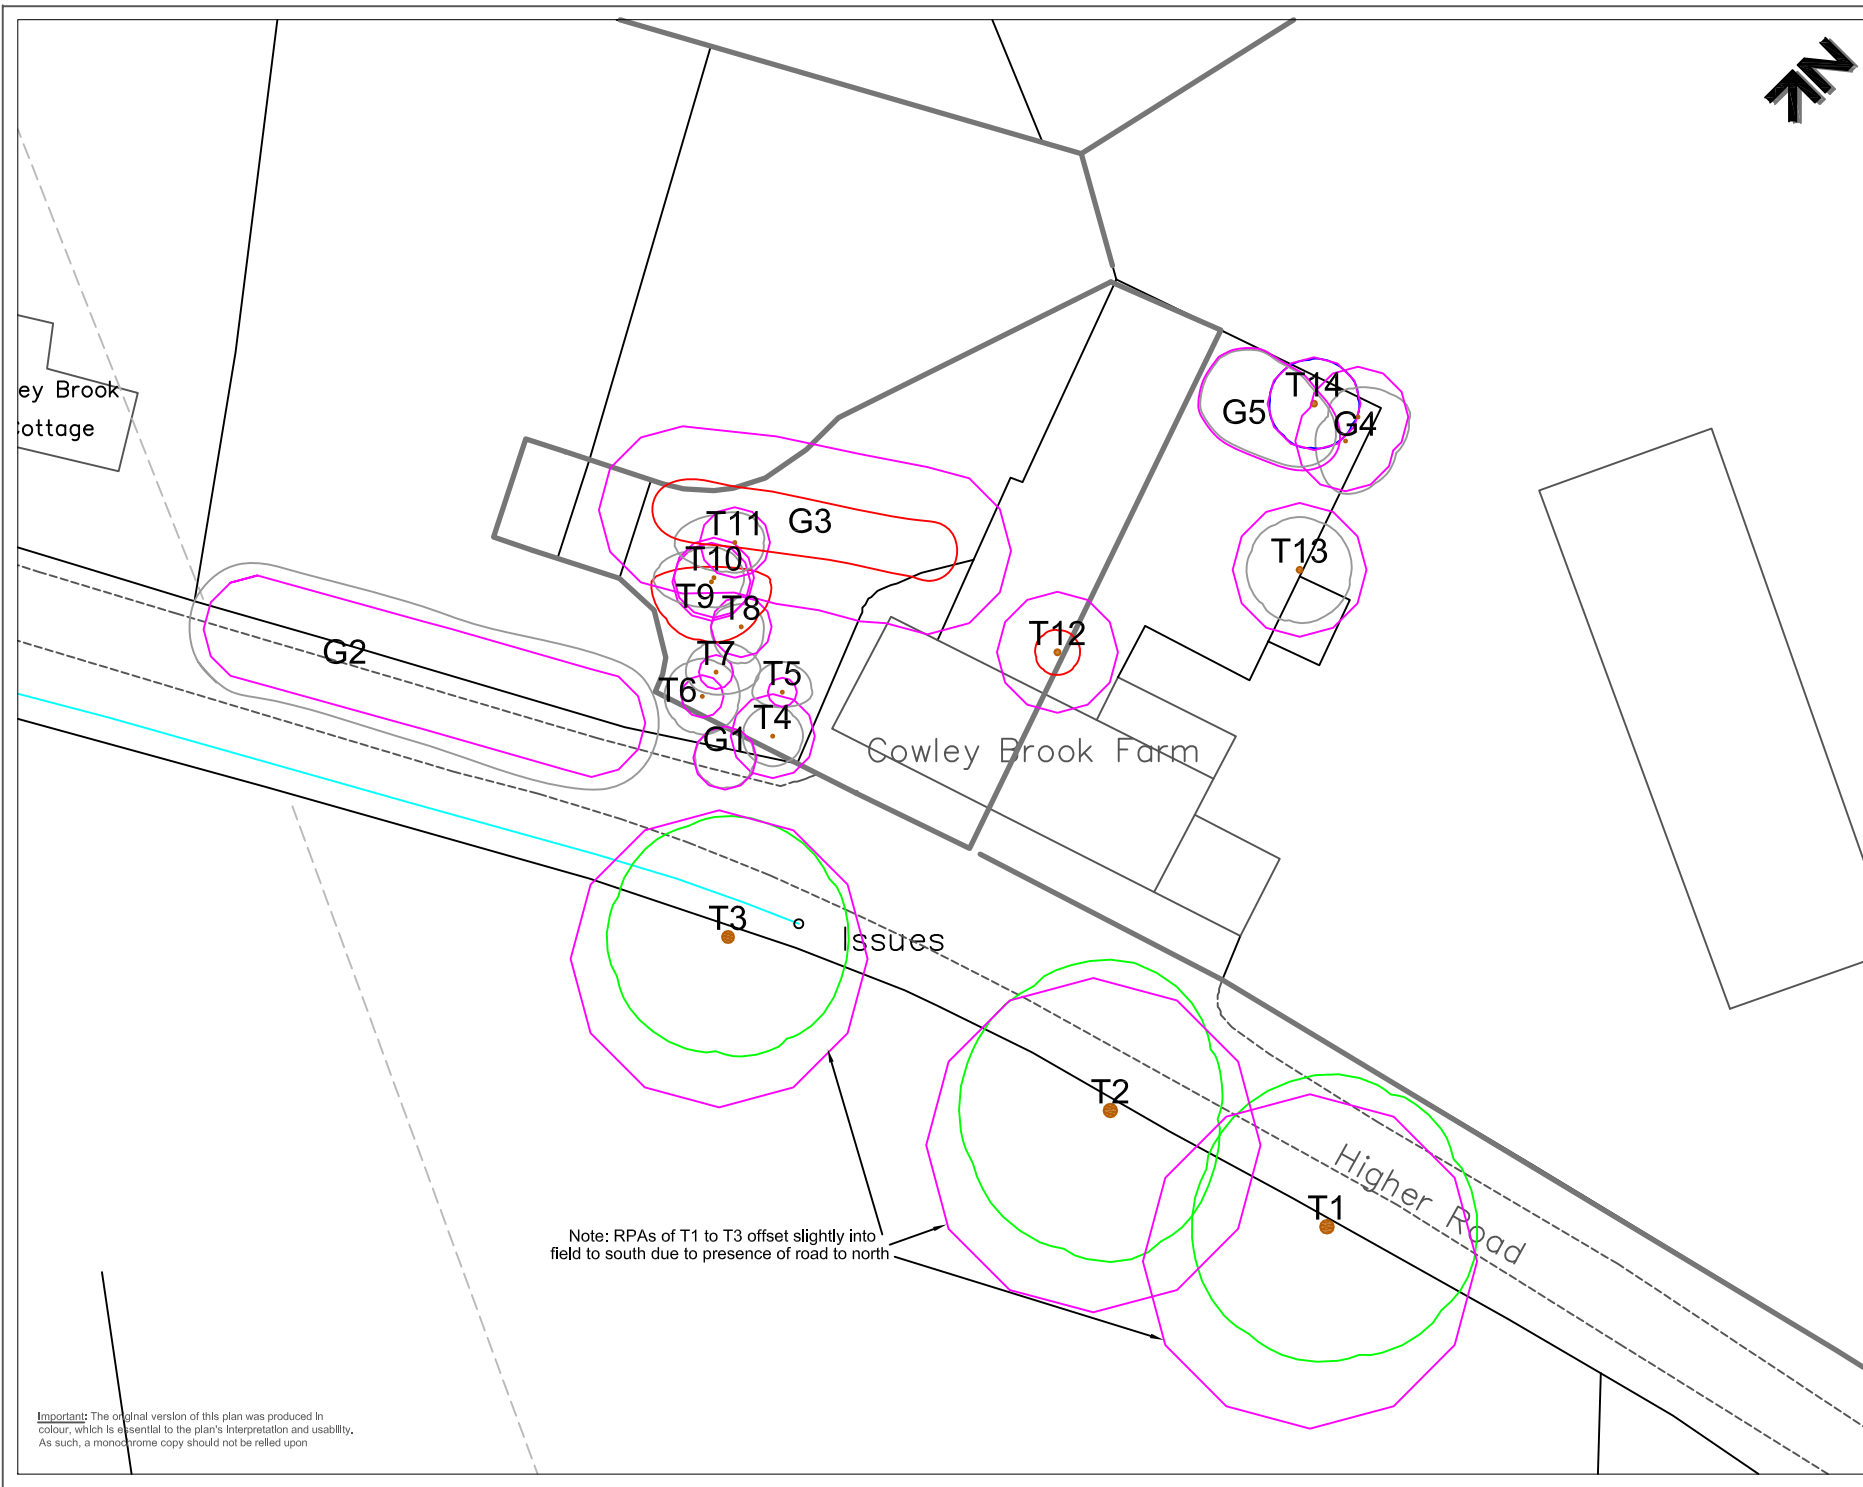 N
T14
G5
G4
ey Brook
ottage
T11
G3
T10
T13
T9
T8
T12
G2
T7
T5
T6
T4
G1
Cowley Brook Farm
T3
Issues
T2
Higher Road
T1
Note: RPAs of T1 to T3 offset slightly into
field to south due to presence of road to north
Important: The original version of this plan was produced in
colour, which is essential to the plan's interpretation and usability.
As such, a monochrome copy should not be relied upon